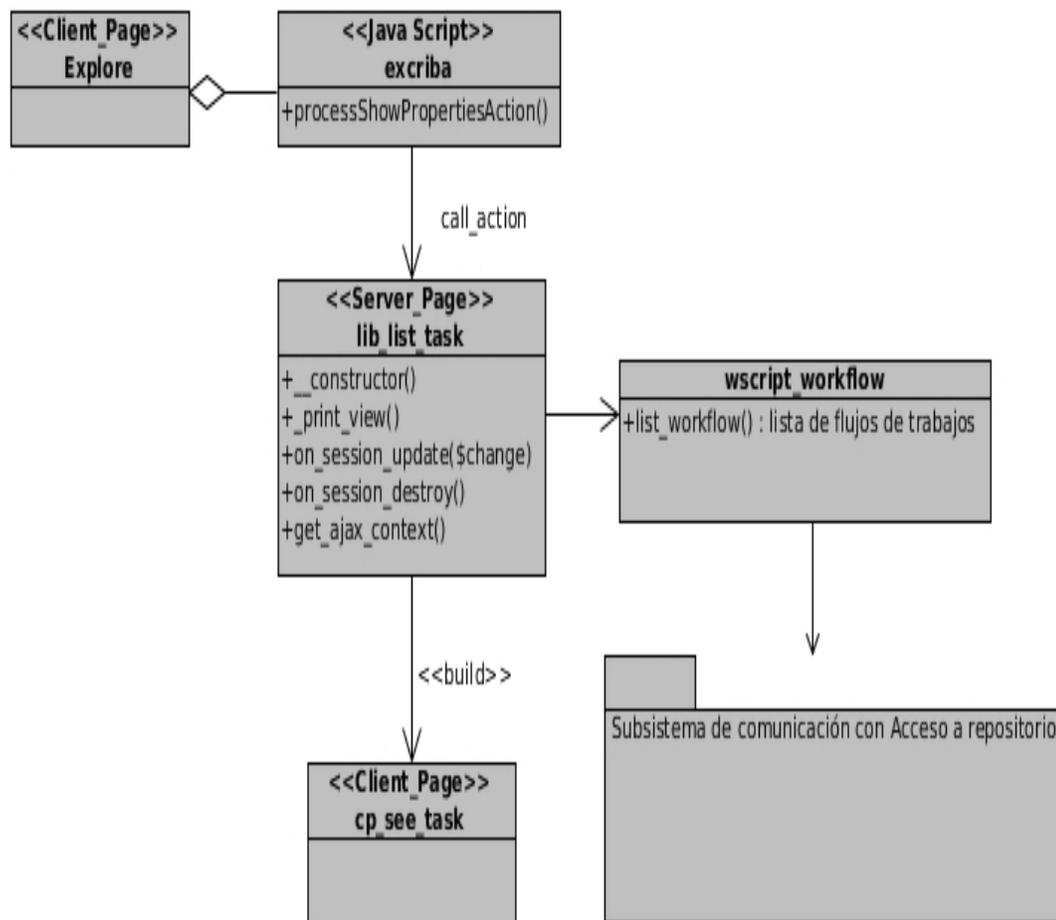 <<Client_Page>>
Explore
<<Java Script>>
excriba
+processShowPropertiesAction()
call_action
<<Server_Page>>
lib_list_task
+__constructor()
+_print_view()
+on_session_update($change)
+on_session_destroy()
+get_ajax_context()
wscript_workflow
+list_workflow() : lista de flujos de trabajos
<<build>>
Subsistema de comunicación con Acceso a repositorio
<<Client_Page>>
cp_see_task